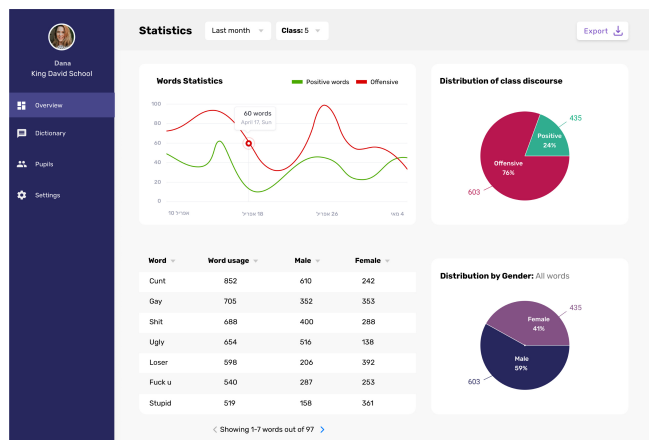 Dana
King David School
Overview
Dictionary
Pupils
Settings
Statistics
Last month
Class: 5
Export
Words Statistics
Positive words
Offensive
100
80
60
40
20
0
60 words
April 17, Sun
10 אפריל
18 אפריל
26 אפריל
4 מאי
Distribution of class discourse
435
Positive
24%
Offensive
76%
603
Word Word usage Male Female
Cunt 852 610 242
Gay 705 352 353
Shit 688 400 288
Ugly 654 516 138
Loser 598 206 392
Fuck u 540 287 253
Stupid 519 158 361
Showing 1-7 words out of 97
Distribution by Gender: All words
435
Female
41%
Male
59%
603